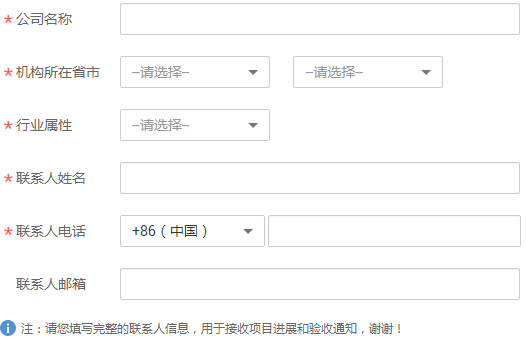 * 公司名称
* 机构所在省市 --请选择-- --请选择--
* 行业属性 --请选择--
* 联系人姓名
* 联系人电话 +86（中国）
联系人邮箱
注：请您填写完整的联系人信息，用于接收项目进展和验收通知，谢谢！